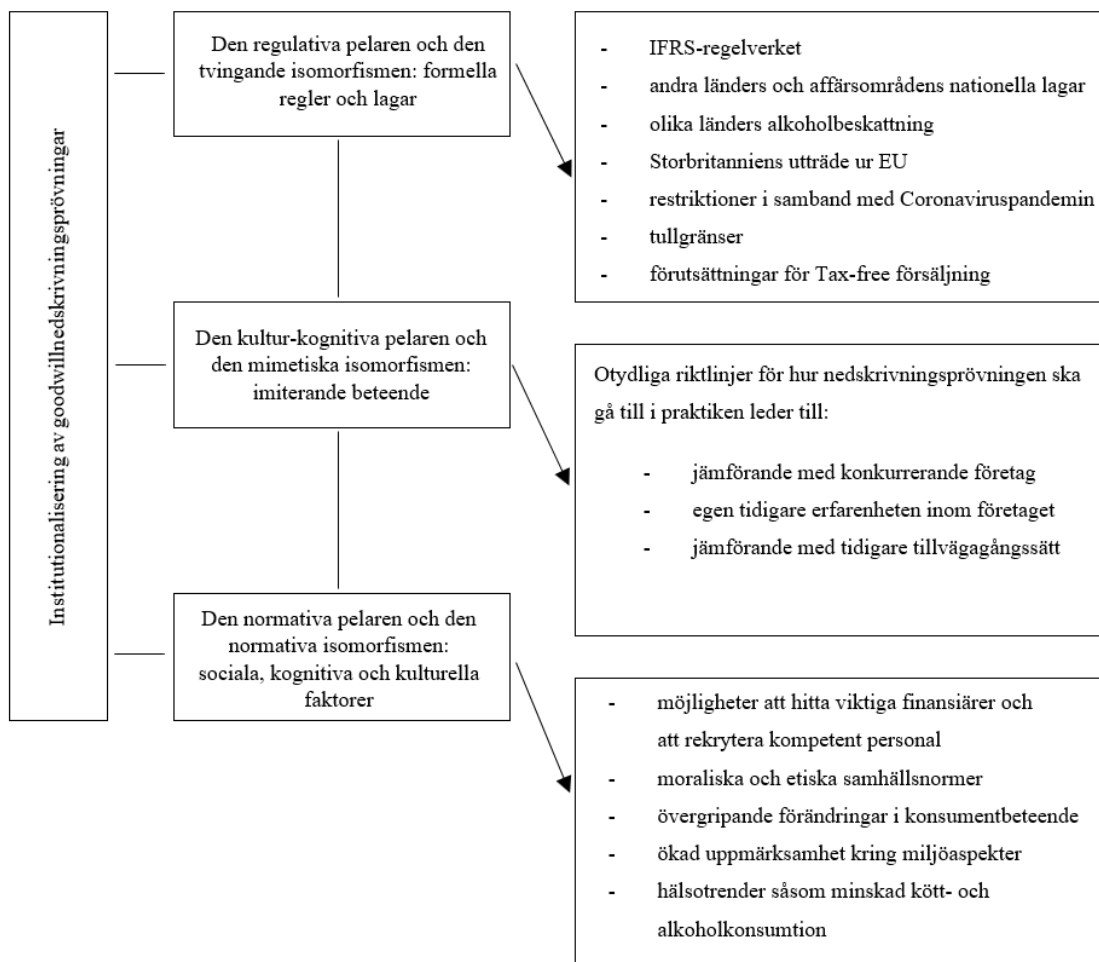 Institutionalisering av goodwillnedskrivningsprövningar
Den regulativa pelaren och den
tvingande isomorfismen: formella
regler och lagar
- IFRS-regelverket
- andra länders och affärsområdens nationella lagar
- olika länders alkoholbeskattning
- Storbritanniens utträde ur EU
- restriktioner i samband med Coronaviruspandemin
- tullgränser
- förutsättningar för Tax-free försäljning
Den kultur-kognitiva pelaren och
den mimetiska isomorfismen:
imiterande beteende
Otydliga riktlinjer för hur nedskrivningsprövningen ska
gå till i praktiken leder till:
- jämförande med konkurrerande företag
- egen tidigare erfarenheten inom företaget
- jämförande med tidigare tillvägagångssätt
Den normativa pelaren och den
normativa isomorfismen:
sociala, kognitiva och kulturella
faktorer
- möjligheter att hitta viktiga finansiärer och
att rekrytera kompetent personal
- moraliska och etiska samhällsnormer
- övergripande förändringar i konsumentbeteende
- ökad uppmärksamhet kring miljöaspekter
- hälsotrender såsom minskad kött- och
alkoholkonsumtion